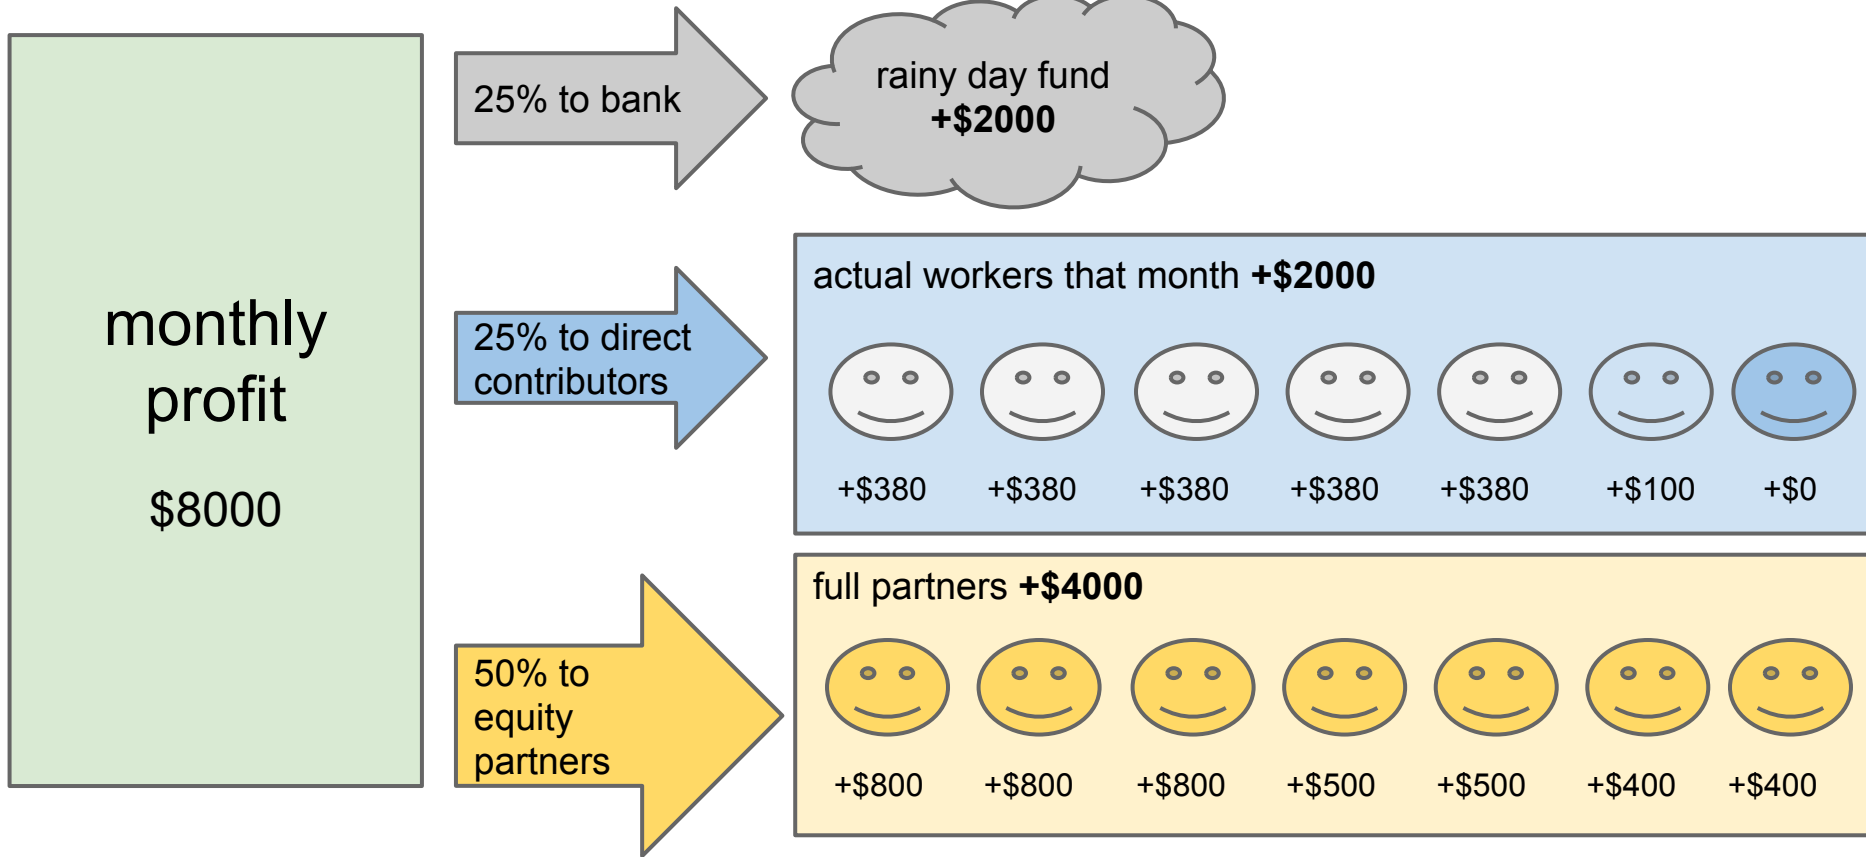 monthly
profit
$8000
25% to bank
rainy day fund
+$2000
25% to direct
contributors
actual workers that month +$2000
+$380 +$380 +$380 +$380 +$380 +$100 +$0
50% to
equity
partners
full partners +$4000
+$800 +$800 +$800 +$500 +$500 +$400 +$400